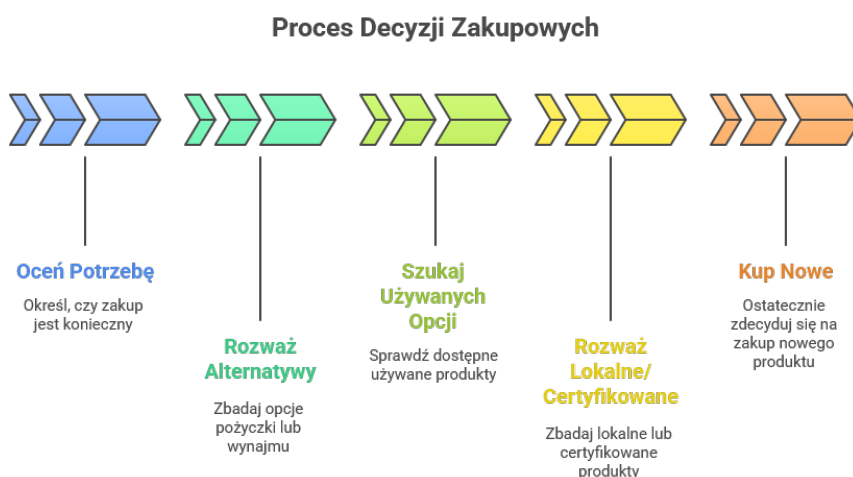 Proces Decyzji Zakupowych
Oceń Potrzebę
Określ, czy zakup
jest konieczny
Rozważ
Alternatywy
Zbadaj opcje
pożyczki lub
wynajmu
Szukaj
Używanych
Opcji
Sprawdź dostępne
używane produkty
Rozważ
Lokalne/
Certyfikowane
Zbadaj lokalne lub
certyfikowane
produkty
Kup Nowe
Ostatecznie
zdecyduj się na
zakup nowego
produktu